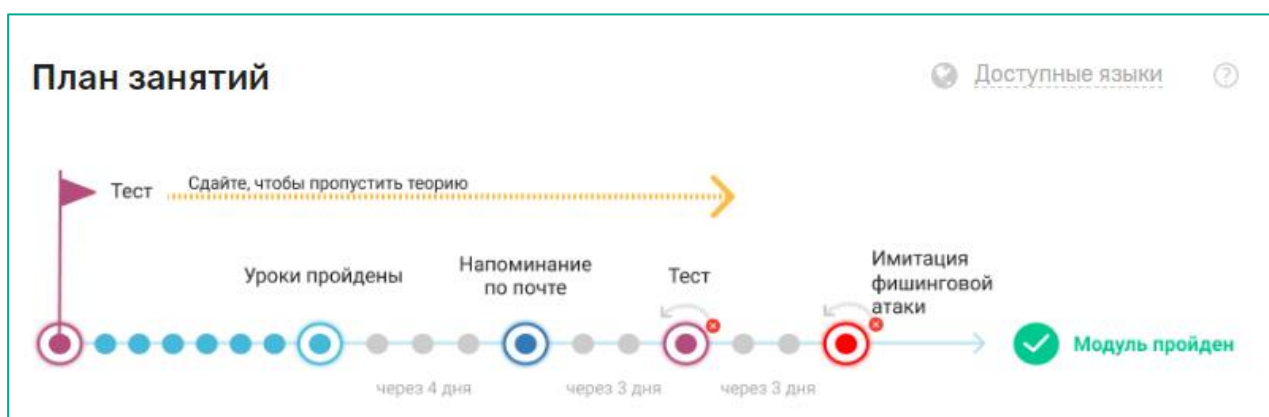 План занятий
Доступные языки
?
Тест
Сдайте, чтобы пропустить теорию
Уроки пройдены
Напоминание
по почте
Тест
Имитация
фишинговой
атаки
Модуль пройден
через 4 дня
через 3 дня
через 3 дня